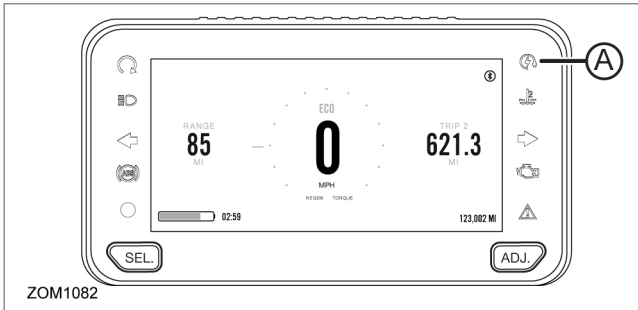 A
ECO
RANGE
85
MI
0
TRIP 2
621.3
MI
ABS
MPH
REGEN TORQUE
02:59
123,002 MI
SEL.
ADJ.
ZOM1082